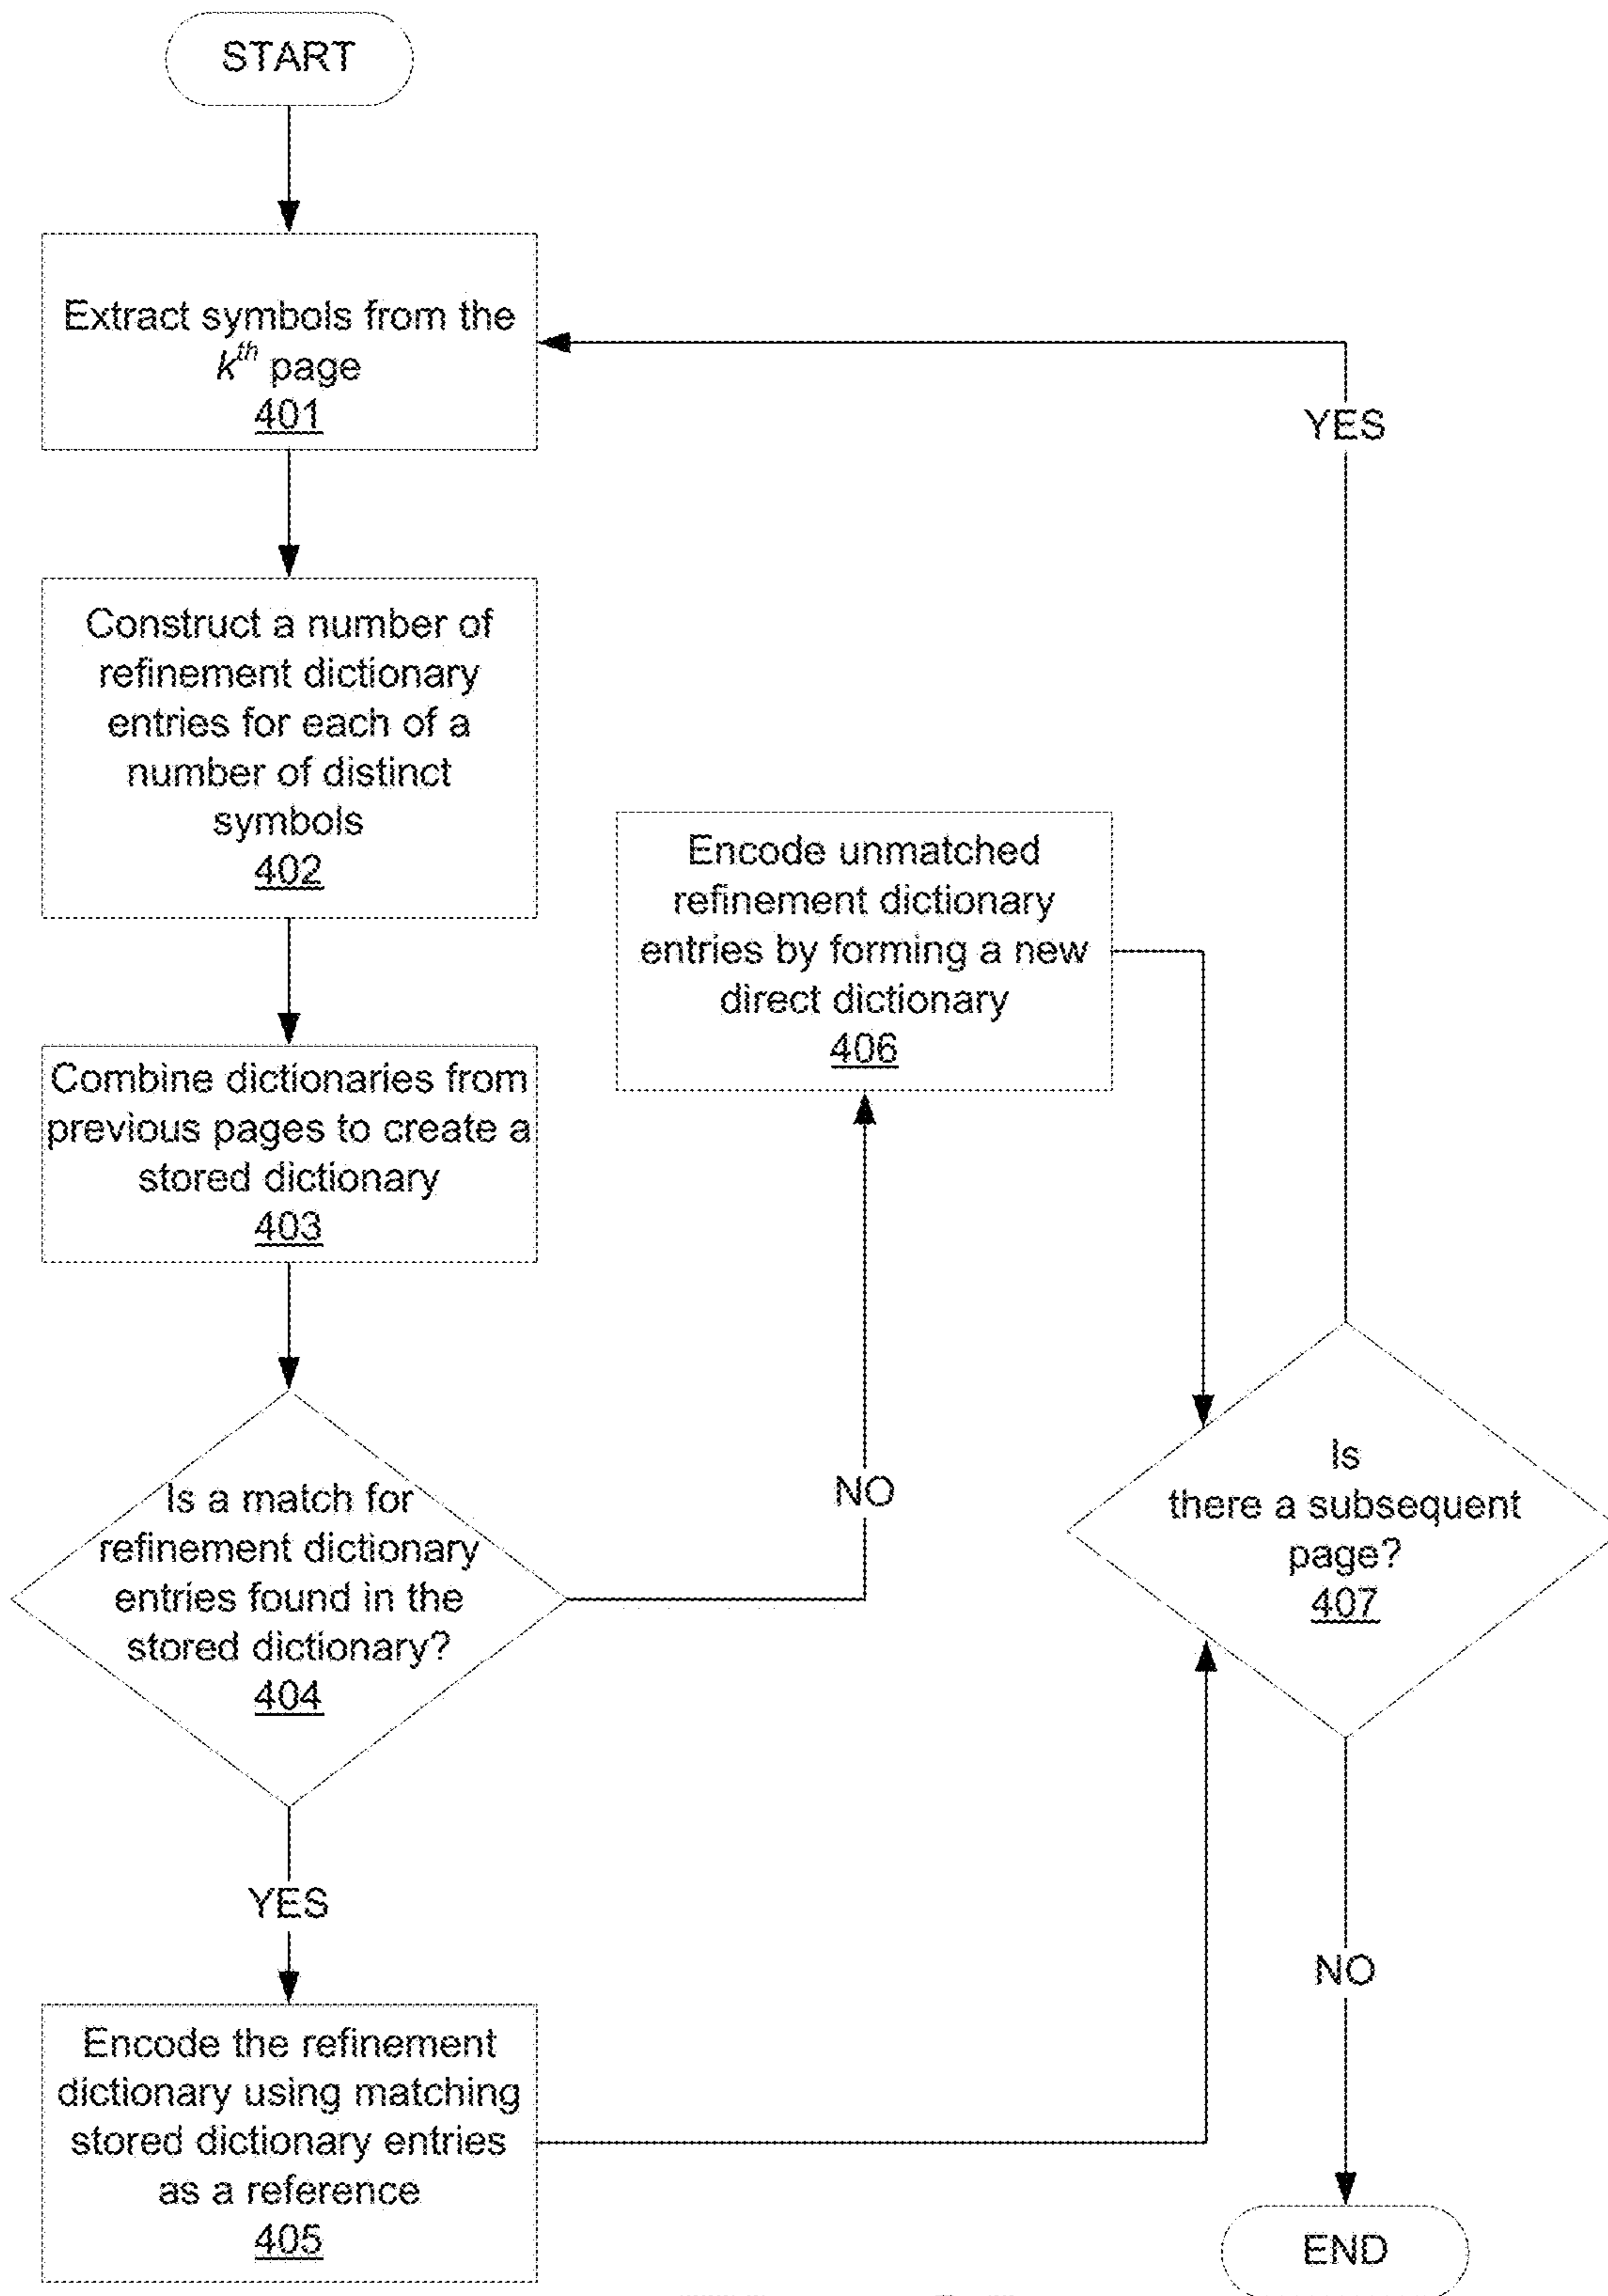 START
Extract symbols from the
kth page
401
YES
Construct a number of
refinement dictionary
entries for each of a
number of distinct
symbols
402
Encode unmatched
refinement dictionary
entries by forming a new
direct dictionary
406
Combine dictionaries from
previous pages to create a
stored dictionary
403
Is a match for
refinement dictionary
entries found in the
stored dictionary?
404
NO
Is
there a subsequent
page?
407
YES
Encode the refinement
dictionary using matching
stored dictionary entries
as a reference
405
NO
END